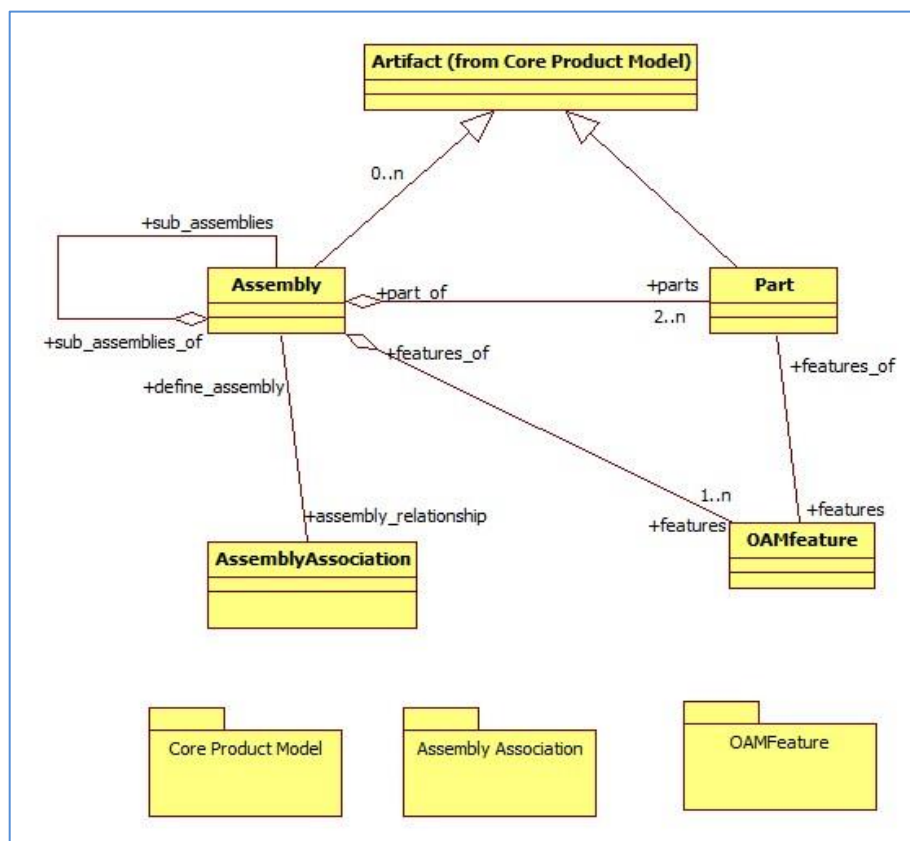 Artifact (from Core Product Model)
0..n
+sub_assemblies
Assembly
+part_of
+parts
Part
2..n
+sub_assemblies_of
+features_of
+features_of
+define_assembly
1..n
+assembly_relationship
+features
+features
AssemblyAssociation
OAMfeature
Core Product Model
Assembly Association
OAMFeature